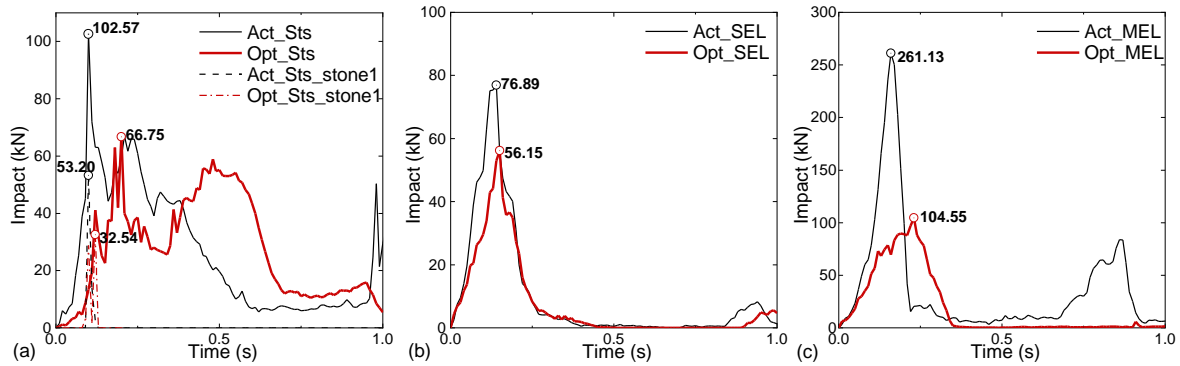 100
80
60
40
20
0
Impact (kN)
102.57
53.20
66.75
32.54
Act_Sts
Opt_Sts
Act_Sts_stone1
Opt_Sts_stone1
0.0
0.5
1.0
(a)
Time (s)
100
80
60
40
20
0
Impact (kN)
76.89
56.15
Act_SEL
Opt_SEL
0.0
0.5
1.0
(b)
Time (s)
300
250
200
150
100
50
0
Impact (kN)
261.13
104.55
Act_MEL
Opt_MEL
0.0
0.5
1.0
(c)
Time (s)